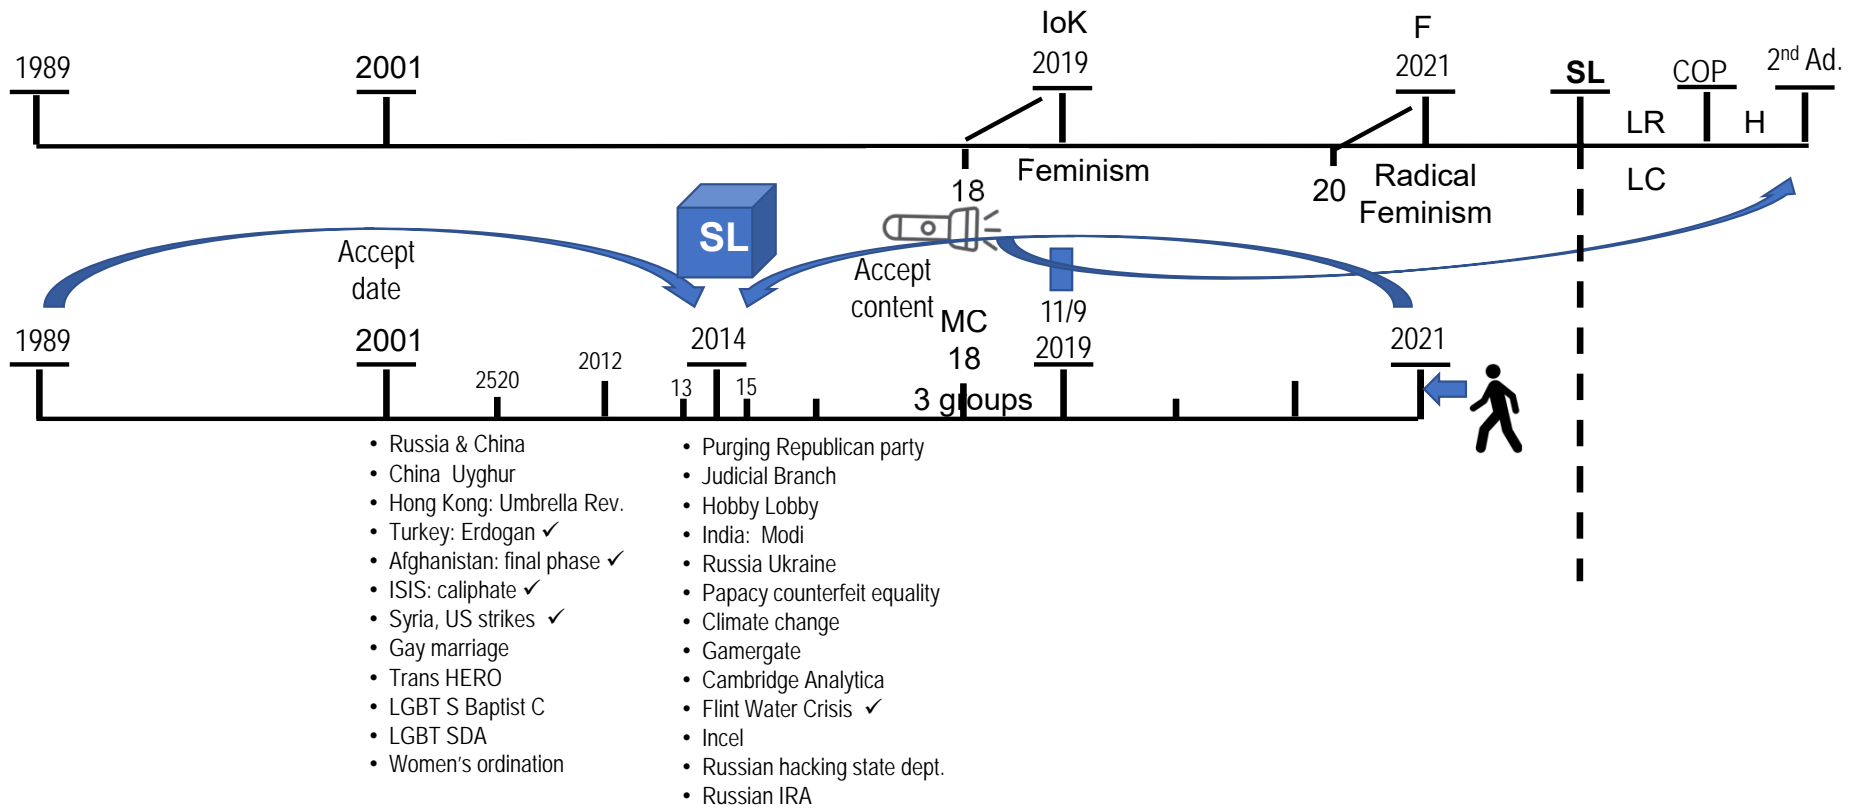 IoK
F
1989
2001
2019
2021
SL
COP
2nd Ad.
LR
H
18
Feminism
20
Radical
Feminism
LC
SL
Accept
date
Accept
content
MC
18
3 groups
11/9
1989
2001
2520
2012
13
2014
15
2019
2021
• Russia & China
• China Uyghur
• Hong Kong: Umbrella Rev.
• Turkey: Erdogan ✓
• Afghanistan: final phase ✓
• ISIS: caliphate ✓
• Syria, US strikes ✓
• Gay marriage
• Trans HERO
• LGBT S Baptist C
• LGBT SDA
• Women's ordination
• Purging Republican party
• Judicial Branch
• Hobby Lobby
• India: Modi
• Russia Ukraine
• Papacy counterfeit equality
• Climate change
• Gamergate
• Cambridge Analytica
• Flint Water Crisis ✓
• Incel
• Russian hacking state dept.
• Russian IRA